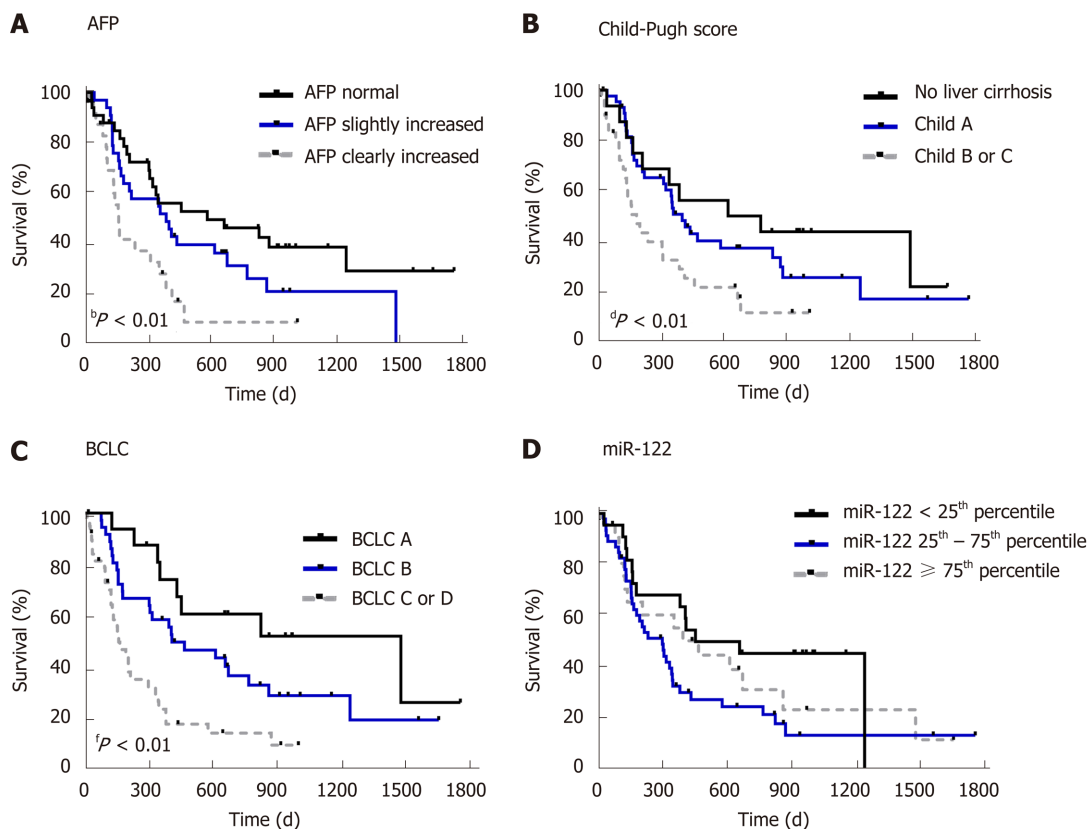 A
AFP
100
80
60
40
20
0
Survival (%)
AFP normal
AFP slightly increased
AFP clearly increased
ᵇP < 0.01
0 300 600 900 1200 1500 1800
Time (d)
B
Child-Pugh score
100
80
60
40
20
0
Survival (%)
No liver cirrhosis
Child A
Child B or C
ᵈP < 0.01
0 300 600 900 1200 1500 1800
Time (d)
C
BCLC
100
80
60
40
20
0
Survival (%)
BCLC A
BCLC B
BCLC C or D
ᶠP < 0.01
0 300 600 900 1200 1500 1800
Time (d)
D
miR-122
100
80
60
40
20
0
Survival (%)
miR-122 < 25ᵗʰ percentile
miR-122 25ᵗʰ – 75ᵗʰ percentile
miR-122 ⩾ 75ᵗʰ percentile
0 300 600 900 1200 1500 1800
Time (d)